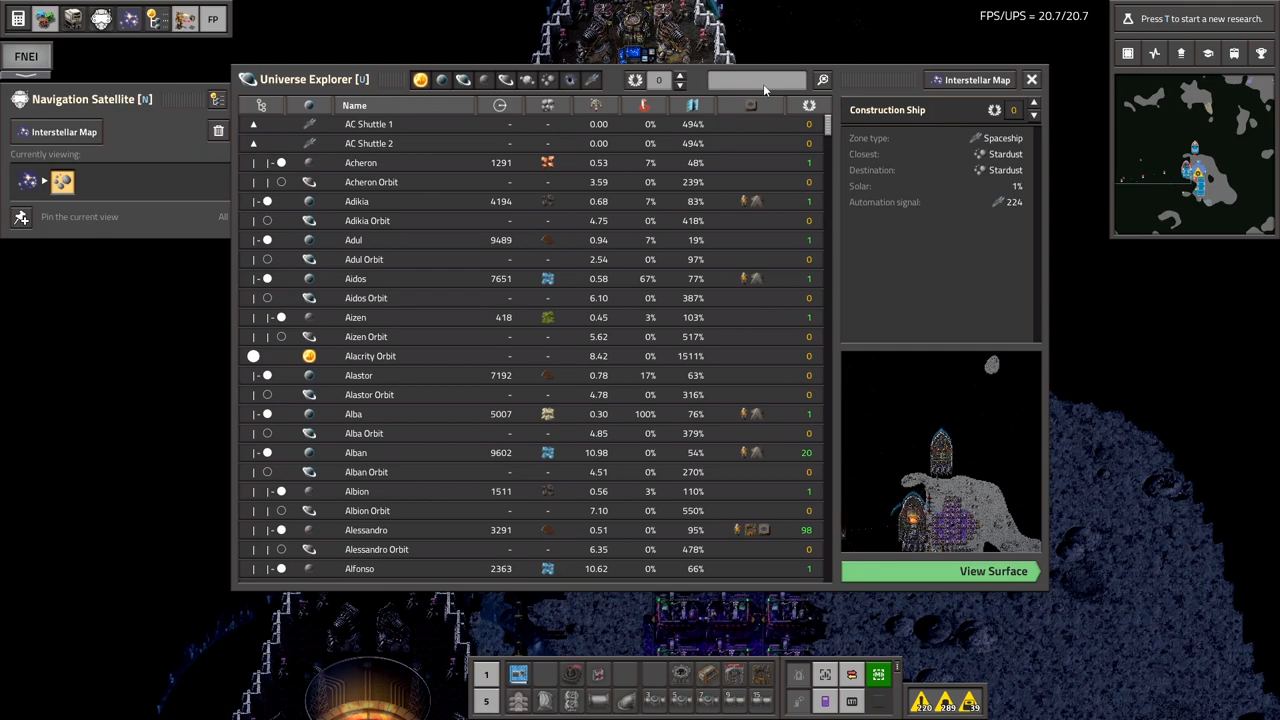 FPS/UPS = 20.7/20.7
Press T to start a new research.
FP
FNEI
Navigation Satellite [N]
Interstellar Map
Currently viewing:
Pin the current view
All
Universe Explorer [U]
0
Interstellar Map
Name
AC Shuttle 1 - - 0.00 0% 494% 0
AC Shuttle 2 - - 0.00 0% 494% 0
Acheron 1291 0.53 7% 48% 1
Acheron Orbit - - 3.59 0% 239% 0
Adikia 4194 0.68 7% 83% 1
Adikia Orbit - - 4.75 0% 418% 0
Adul 9489 0.94 7% 19% 1
Adul Orbit - - 2.54 0% 97% 0
Aidos 7651 0.58 67% 77% 1
Aidos Orbit - - 6.10 0% 387% 0
Aizen 418 0.45 3% 103% 1
Aizen Orbit - - 5.62 0% 517% 0
Alacrity Orbit - - 8.42 0% 1511% 0
Alastor 7192 0.78 17% 63% 1
Alastor Orbit - - 4.78 0% 316% 0
Alba 5007 0.30 100% 76% 1
Alba Orbit - - 4.85 0% 379% 0
Alban 9602 10.98 0% 54% 20
Alban Orbit - - 4.51 0% 270% 0
Albion 1511 0.56 3% 110% 1
Albion Orbit - - 7.10 0% 550% 0
Alessandro 3291 0.51 0% 95% 98
Alessandro Orbit - - 6.35 0% 478% 0
Alfonso 2363 10.62 0% 66% 1
Construction Ship 0
Zone type: Spaceship
Closest: Stardust
Destination: Stardust
Solar: 1%
Automation signal: 224
View Surface
1
5
3 5 7 9 15
220 289 39